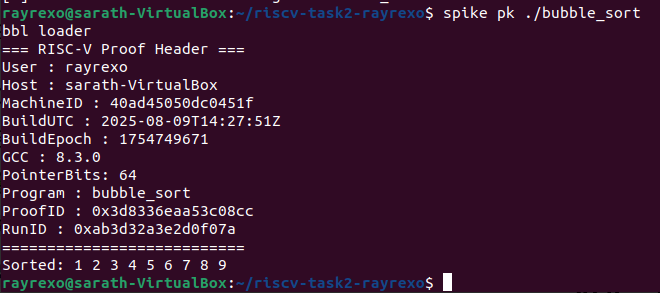 rayrexo@sarath-VirtualBox:~/riscv-task2-rayrexo$ spike pk ./bubble_sort
bbl loader
=== RISC-V Proof Header ===
User : rayrexo
Host : sarath-VirtualBox
MachineID : 40ad45050dc0451f
BuildUTC : 2025-08-09T14:27:51Z
BuildEpoch : 1754749671
GCC : 8.3.0
PointerBits: 64
Program : bubble_sort
ProofID : 0x3d8336eaa53c08cc
RunID : 0xab3d32a3e2d0f07a
===========================
Sorted: 1 2 3 4 5 6 7 8 9
rayrexo@sarath-VirtualBox:~/riscv-task2-rayrexo$